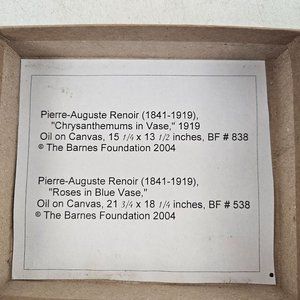 Pierre-Auguste Renoir (1841-1919),
"Chrysanthemums in Vase," 1919
Oil on Canvas, 15 1/4 x 13 1/2 inches, BF # 838
© The Barnes Foundation 2004
Pierre-Auguste Renoir (1841-1919),
"Roses in Blue Vase,"
Oil on Canvas, 21 3/4 x 18 1/4 inches, BF # 538
© The Barnes Foundation 2004